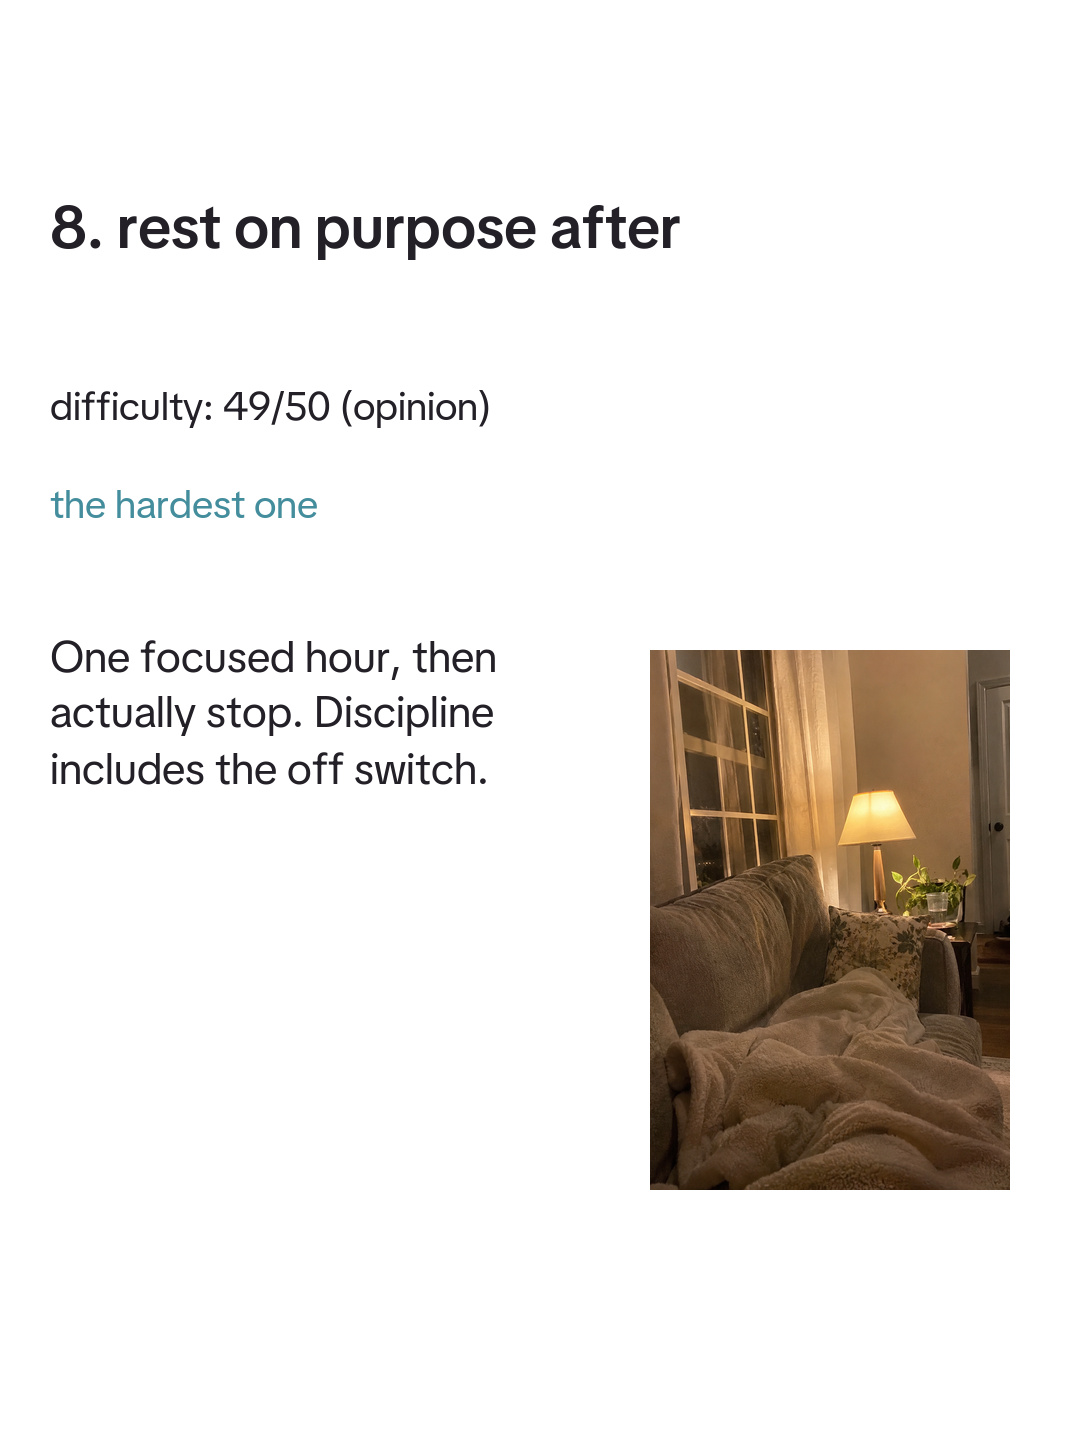 8. rest on purpose after
difficulty: 49/50 (opinion)
the hardest one
One focused hour, then
actually stop. Discipline
includes the off switch.